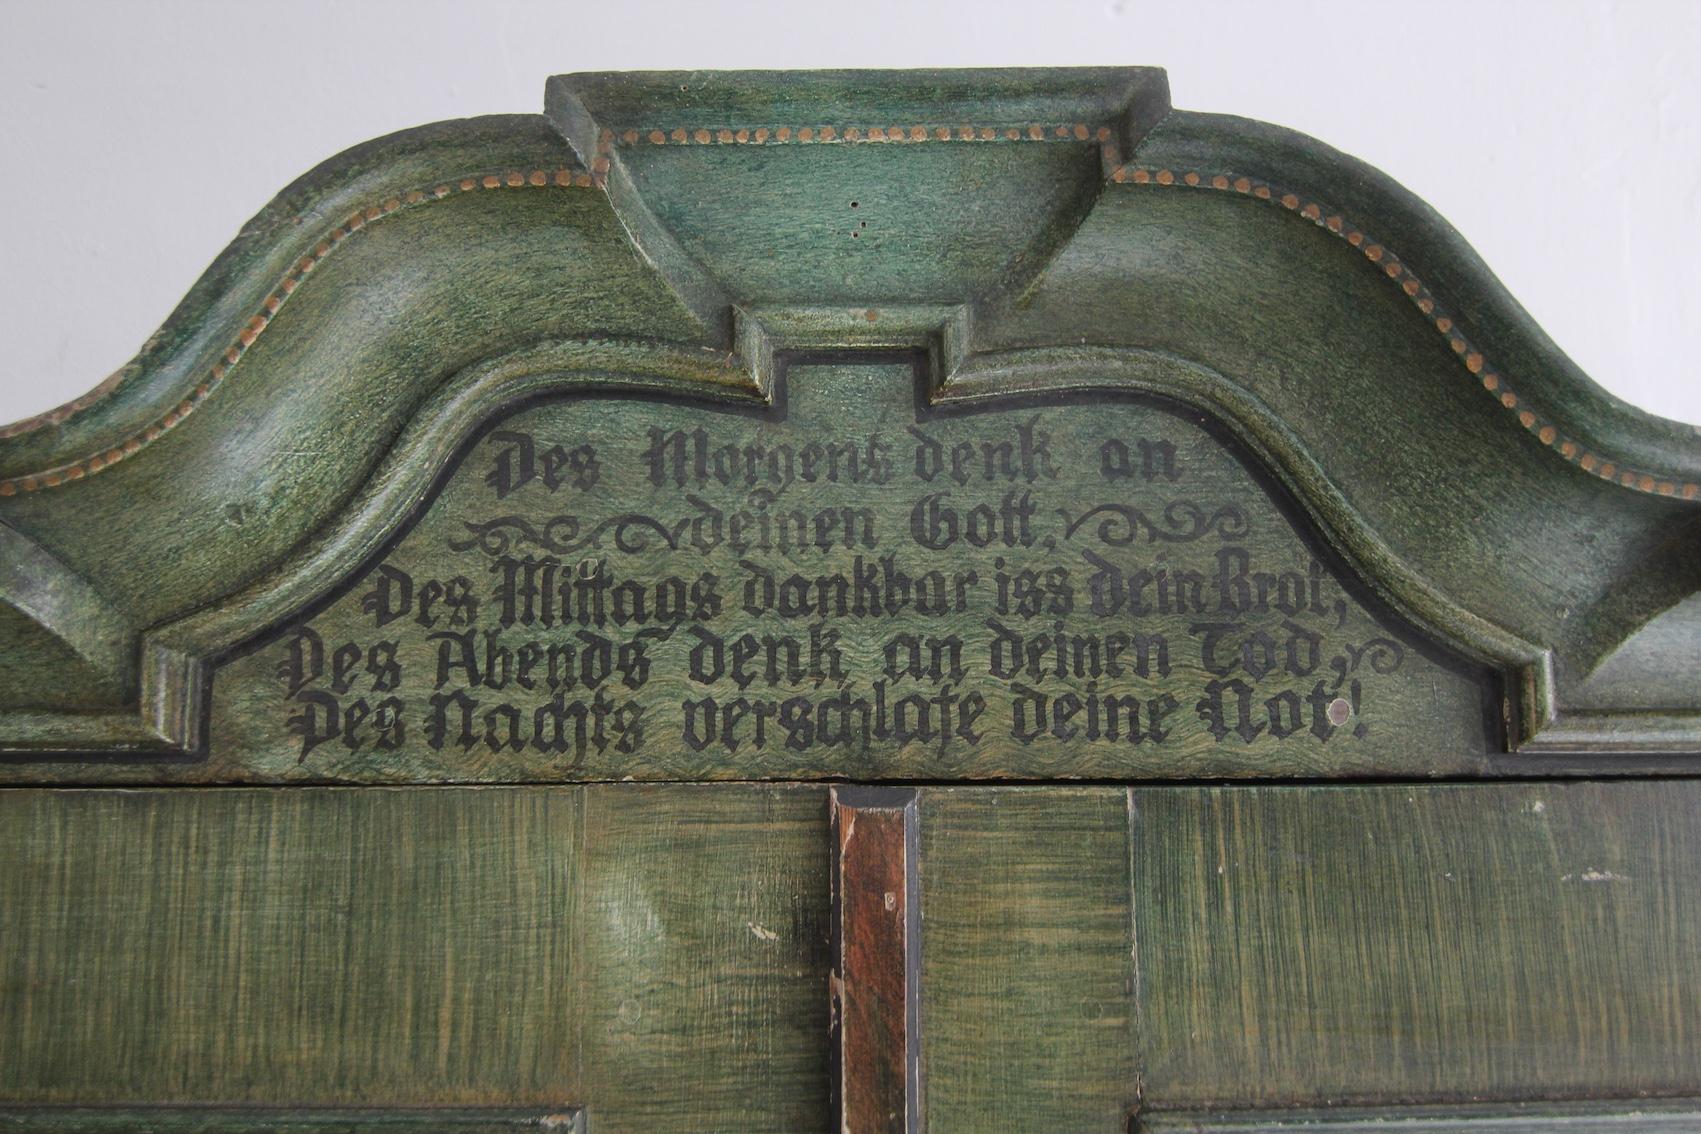 Des Morgens denk an
deinen Gott,
Des Mittags dankbar iss dein Brot,
Des Abends denk an deinen Tod,
Des Nachts verschlafe deine Not!